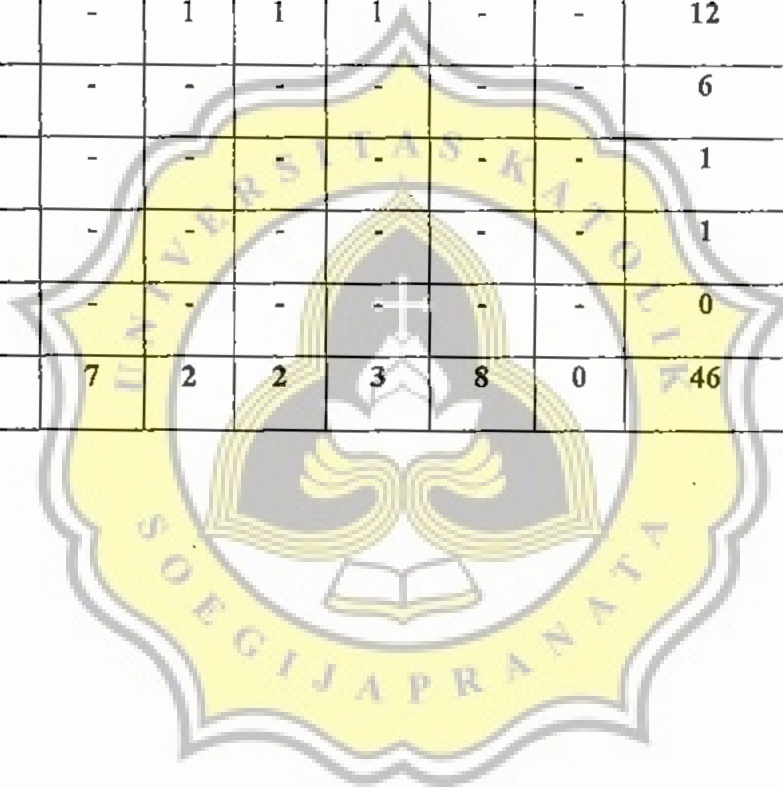 - 1 1 1 - - 12
- - - - - - 6
- - - - - - 1
- - - - - - 1
- - - - - - 0
7 2 2 3 8 0 46
UNIVERSITAS KATOLIK
SOEGIJAPRANATA